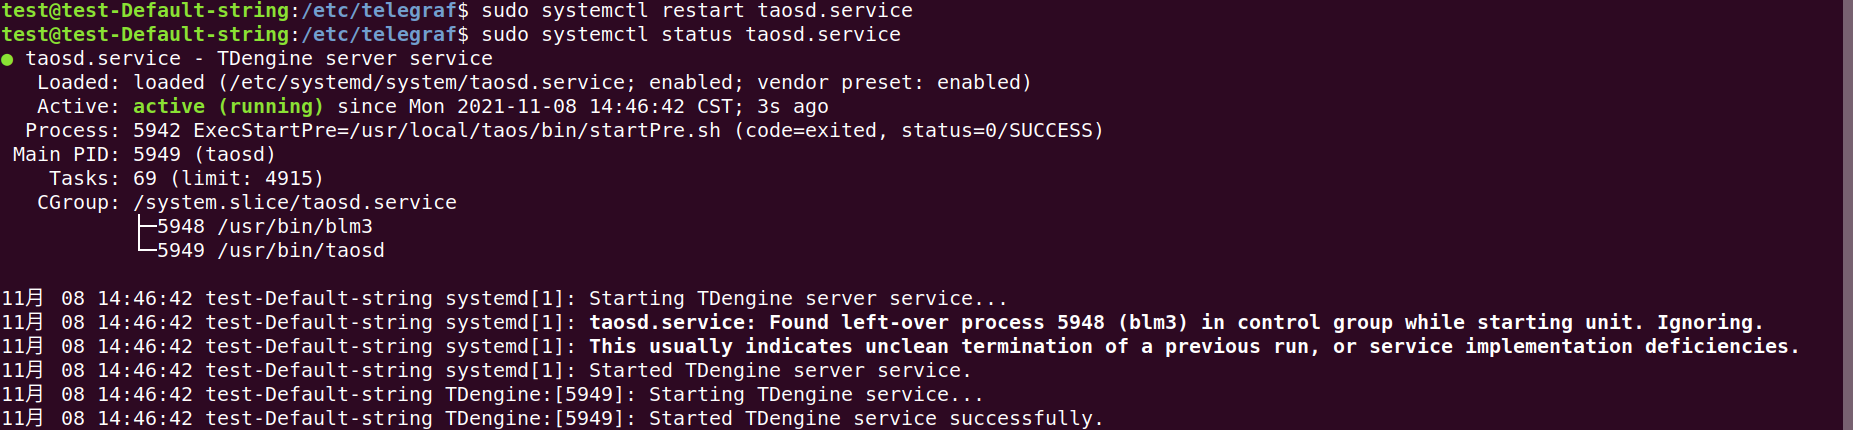 test@test-Default-string:/etc/telegraf$ sudo systemctl restart taosd.service
test@test-Default-string:/etc/telegraf$ sudo systemctl status taosd.service
● taosd.service - TDengine server service
   Loaded: loaded (/etc/systemd/system/taosd.service; enabled; vendor preset: enabled)
   Active: active (running) since Mon 2021-11-08 14:46:42 CST; 3s ago
  Process: 5942 ExecStartPre=/usr/local/taos/bin/startPre.sh (code=exited, status=0/SUCCESS)
 Main PID: 5949 (taosd)
    Tasks: 69 (limit: 4915)
   CGroup: /system.slice/taosd.service
           ├─5948 /usr/bin/blm3
           └─5949 /usr/bin/taosd

11月 08 14:46:42 test-Default-string systemd[1]: Starting TDengine server service...
11月 08 14:46:42 test-Default-string systemd[1]: taosd.service: Found left-over process 5948 (blm3) in control group while starting unit. Ignoring.
11月 08 14:46:42 test-Default-string systemd[1]: This usually indicates unclean termination of a previous run, or service implementation deficiencies.
11月 08 14:46:42 test-Default-string systemd[1]: Started TDengine server service.
11月 08 14:46:42 test-Default-string TDengine:[5949]: Starting TDengine service...
11月 08 14:46:42 test-Default-string TDengine:[5949]: Started TDengine service successfully.